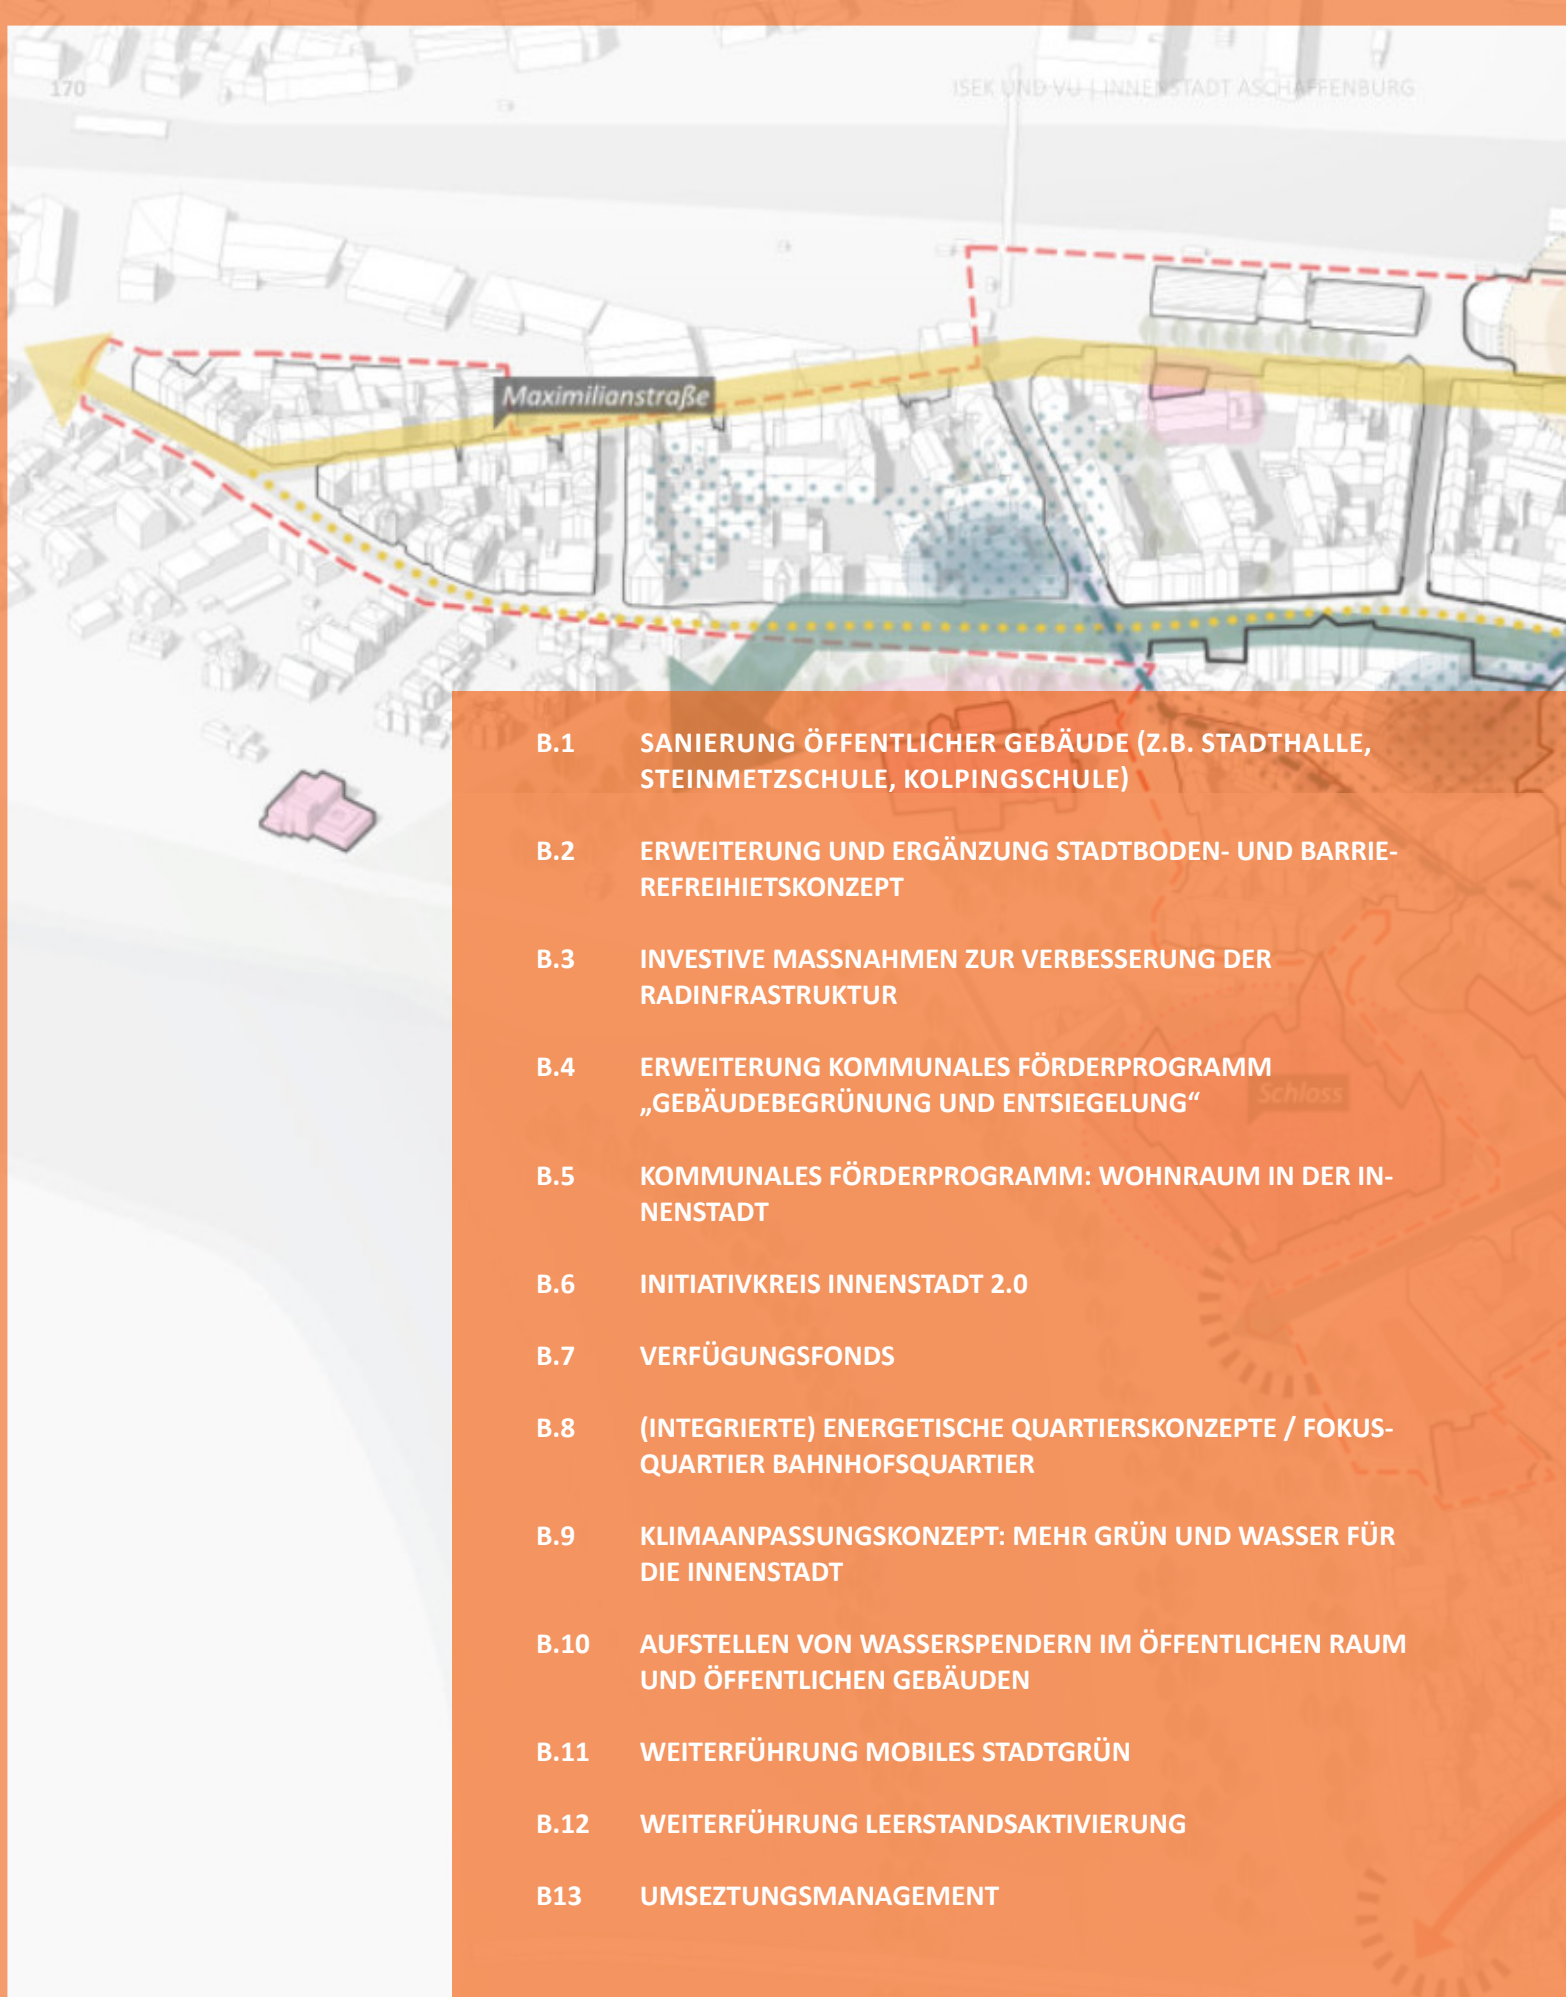 170
ISEK UND VU | INNENSTADT ASCHAFFENBURG
Maximilianstraße
B.1 SANIERUNG ÖFFENTLICHER GEBÄUDE (Z.B. STADTHALLE,
STEINMETZSCHULE, KOLPINGSCHULE)
B.2 ERWEITERUNG UND ERGÄNZUNG STADTBODEN- UND BARRIE-
REFREIHIETSKONZEPT
B.3 INVESTIVE MASSNAHMEN ZUR VERBESSERUNG DER
RADINFRASTRUKTUR
B.4 ERWEITERUNG KOMMUNALES FÖRDERPROGRAMM
„GEBÄUDEBEGRÜNUNG UND ENTSIEGELUNG“
Schloss
B.5 KOMMUNALES FÖRDERPROGRAMM: WOHNRAUM IN DER IN-
NENSTADT
B.6 INITIATIVKREIS INNENSTADT 2.0
B.7 VERFÜGUNGSFONDS
B.8 (INTEGRIERTE) ENERGETISCHE QUARTIERSKONZEPTE / FOKUS-
QUARTIER BAHNHOFSQUARTIER
B.9 KLIMAANPASSUNGSKONZEPT: MEHR GRÜN UND WASSER FÜR
DIE INNENSTADT
B.10 AUFSTELLEN VON WASSERSPENDERN IM ÖFFENTLICHEN RAUM
UND ÖFFENTLICHEN GEBÄUDEN
B.11 WEITERFÜHRUNG MOBILES STADTGRÜN
B.12 WEITERFÜHRUNG LEERSTANDSAKTIVIERUNG
B13 UMSEZTUNGSMANAGEMENT